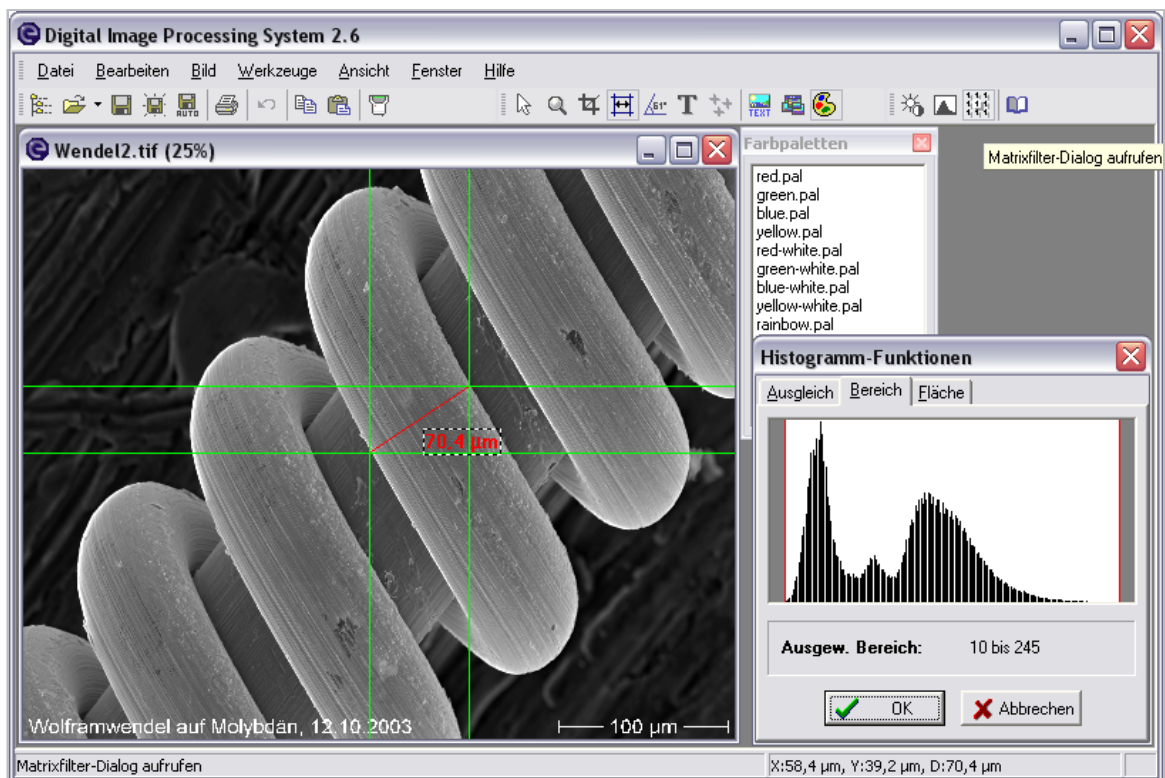 Digital Image Processing System 2.6
Datei Bearbeiten Bild Werkzeuge Ansicht Fenster Hilfe
AUTO 61° T TEXT
Wendel2.tif (25%)
70,4 µm
Wolframwendel auf Molybdän, 12.10.2003
100 µm
Farbpaletten
red.pal
green.pal
blue.pal
yellow.pal
red-white.pal
green-white.pal
blue-white.pal
yellow-white.pal
rainbow.pal
Matrixfilter-Dialog aufrufen
Histogramm-Funktionen
Ausgleich Bereich Fläche
Ausgew. Bereich: 10 bis 245
OK Abbrechen
Matrixfilter-Dialog aufrufen
X:58,4 µm, Y:39,2 µm, D:70,4 µm